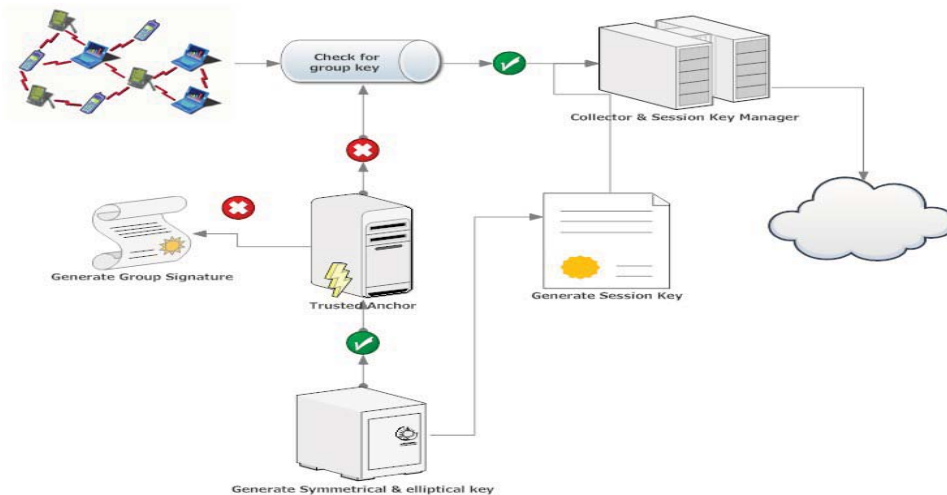 Check for
group key
Collector & Session Key Manager
Generate Group Signature
Trusted Anchor
Generate Session Key
Generate Symmetrical & elliptical key